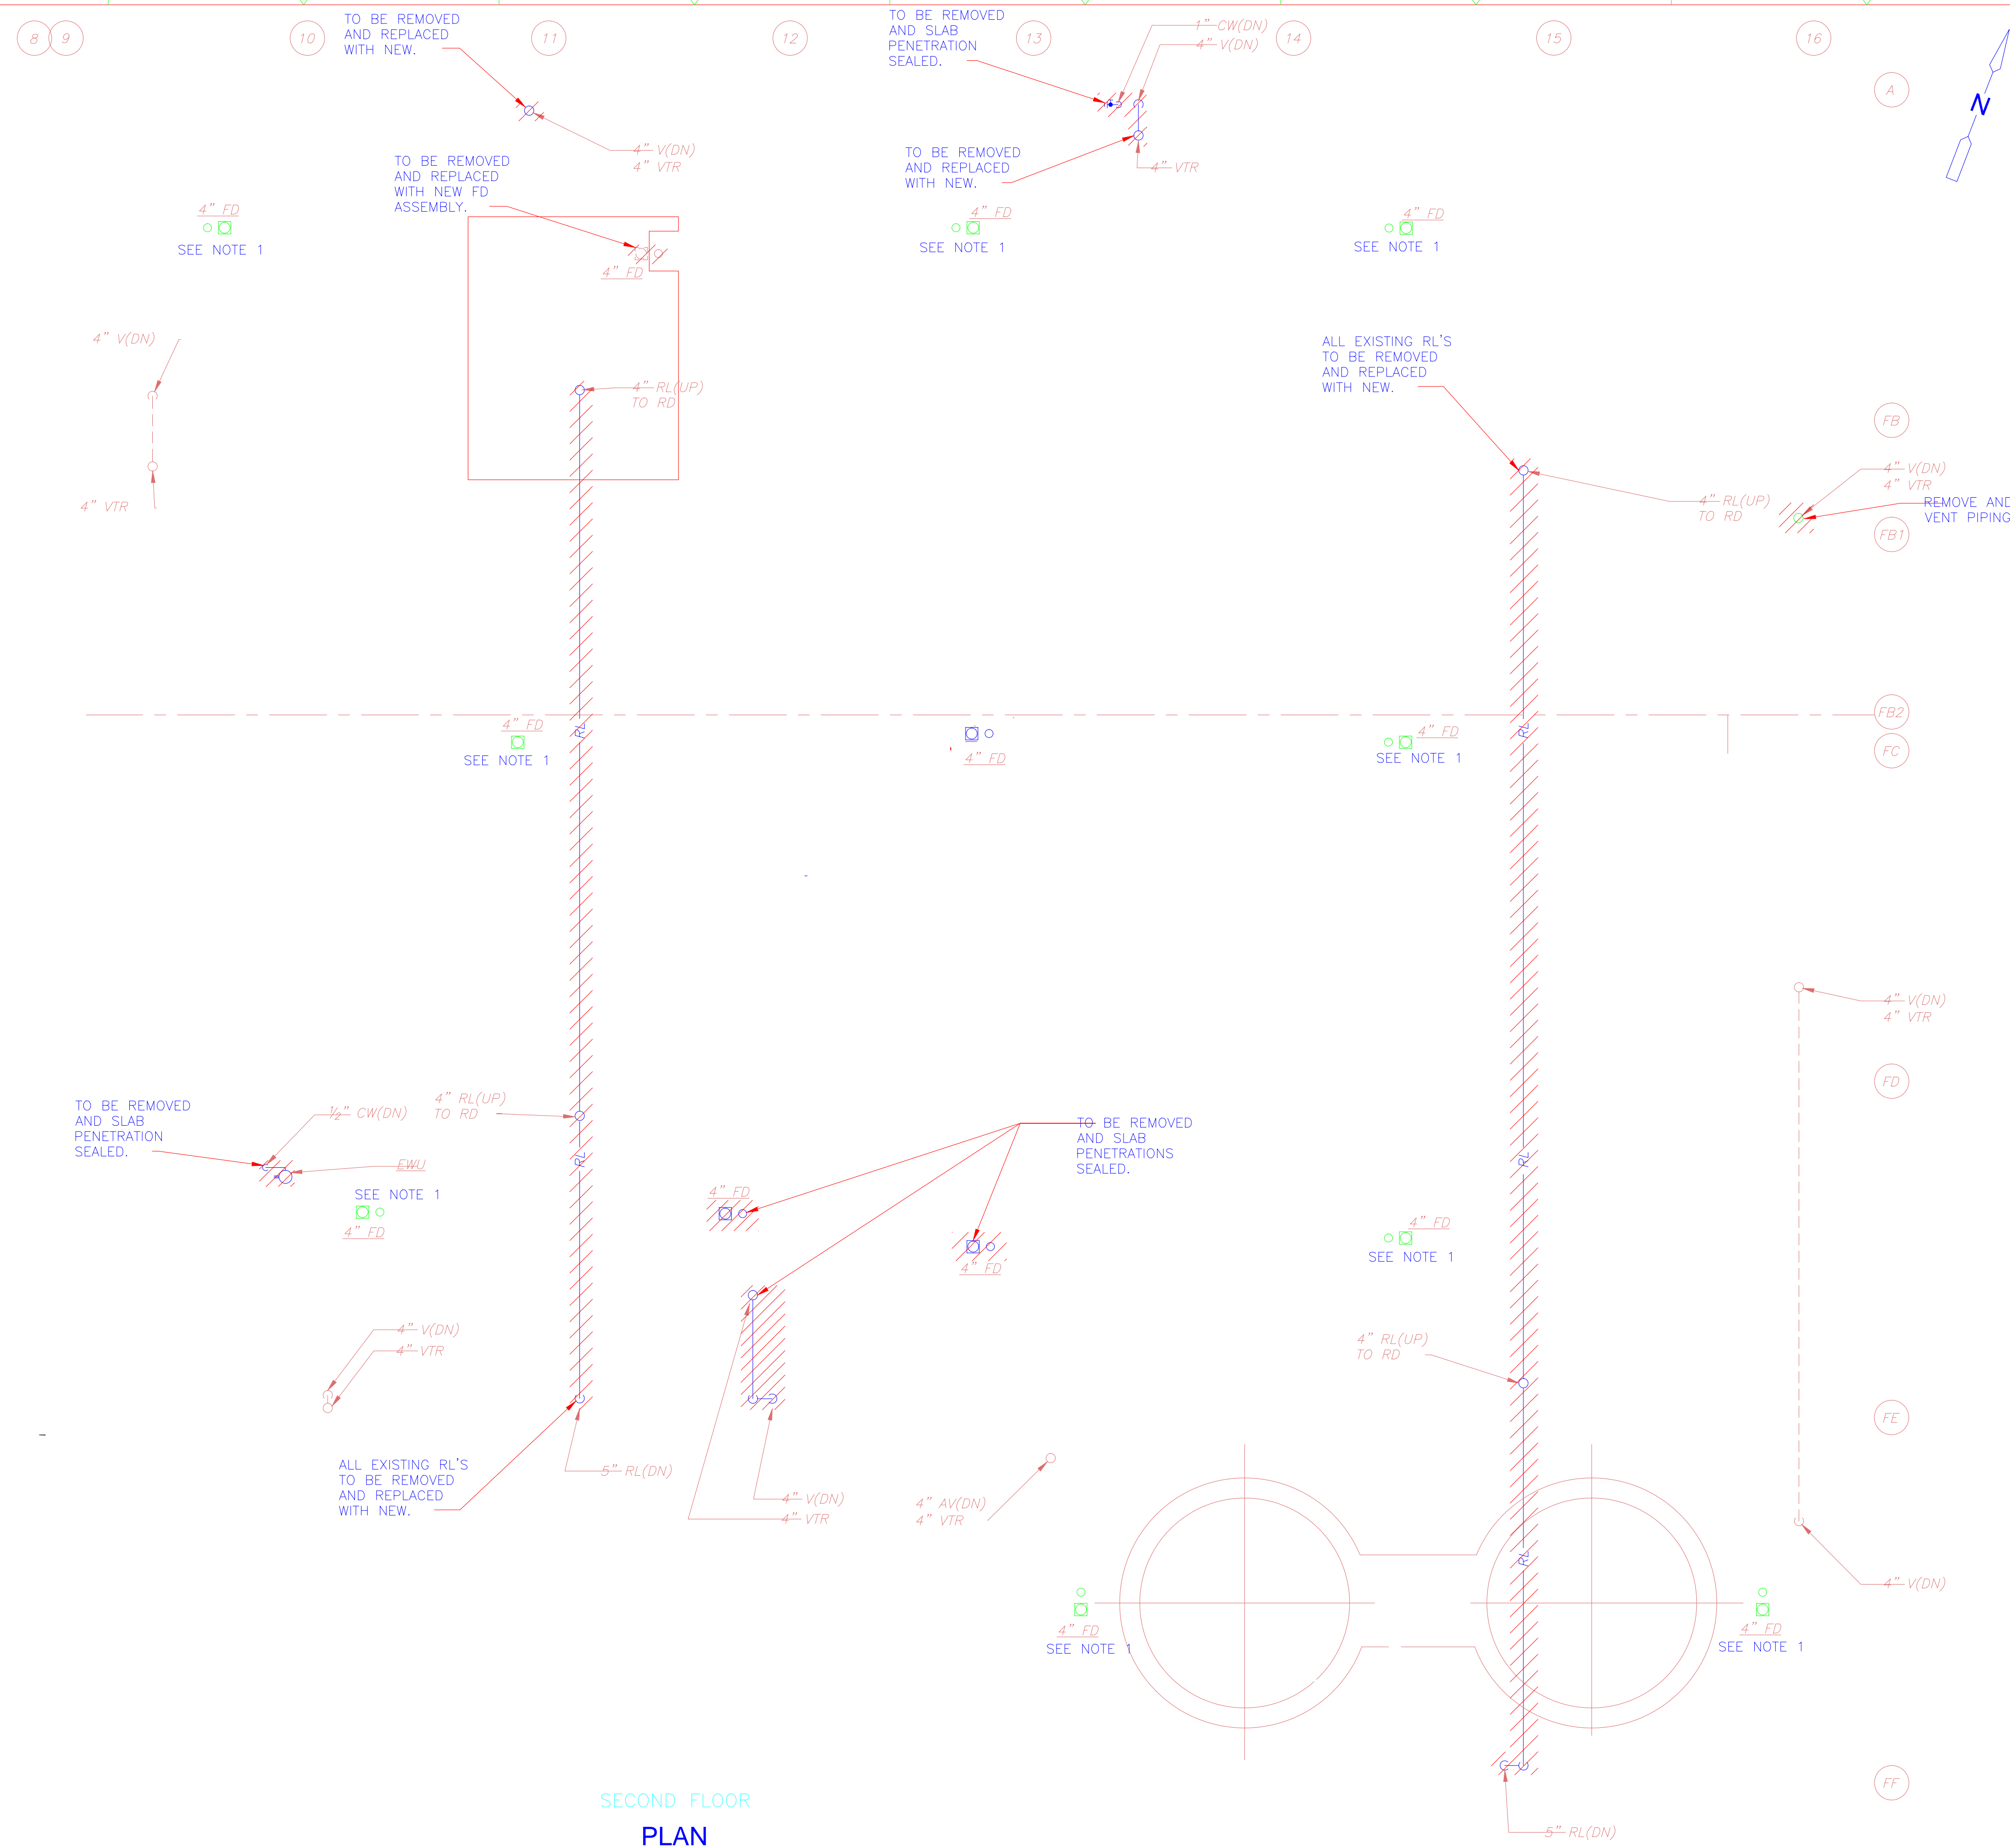 8
9
10
11
12
13
14
15
16
TO BE REMOVED
AND REPLACED
WITH NEW.
TO BE REMOVED
AND SLAB
PENETRATION
SEALED.
1" CW(DN)
4" V(DN)
N
A
4" V(DN)
4" VTR
TO BE REMOVED
AND REPLACED
WITH NEW FD
ASSEMBLY.
TO BE REMOVED
AND REPLACED
WITH NEW.
4" VTR
4" FD
SEE NOTE 1
4" FD
4" FD
SEE NOTE 1
4" FD
SEE NOTE 1
4" V(DN)
4" VTR
4" RL(UP)
TO RD
ALL EXISTING RL'S
TO BE REMOVED
AND REPLACED
WITH NEW.
FB
4" V(DN)
4" VTR
4" RL(UP)
TO RD
REMOVE AND
VENT PIPING
FB1
4" FD
SEE NOTE 1
RL
4" FD
4" FD
SEE NOTE 1
RL
FB2
FC
4" V(DN)
4" VTR
FD
TO BE REMOVED
AND SLAB
PENETRATION
SEALED.
½" CW(DN)
4" RL(UP)
TO RD
EWU
RL
SEE NOTE 1
4" FD
4" FD
TO BE REMOVED
AND SLAB
PENETRATIONS
SEALED.
4" FD
RL
4" FD
SEE NOTE 1
4" V(DN)
4" VTR
4" RL(UP)
TO RD
FE
ALL EXISTING RL'S
TO BE REMOVED
AND REPLACED
WITH NEW.
5" RL(DN)
4" V(DN)
4" VTR
4" AV(DN)
4" VTR
RL
4" V(DN)
4" FD
SEE NOTE 1
4" FD
SEE NOTE 1
FF
5" RL(DN)
SECOND FLOOR
PLAN